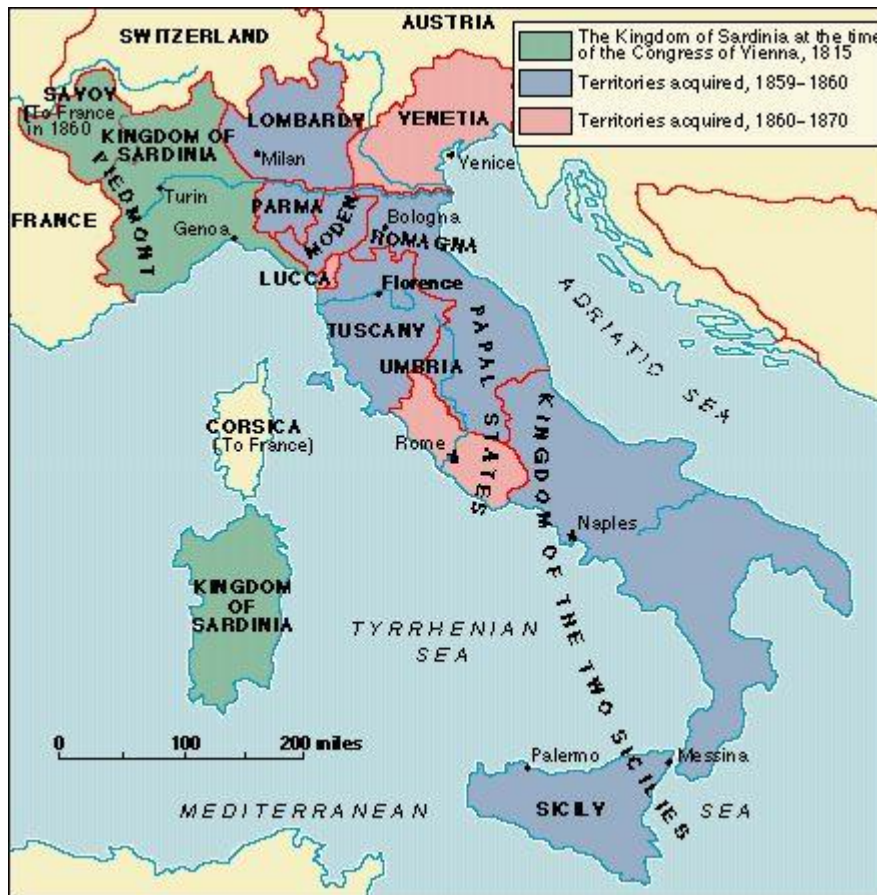 SWITZERLAND
AUSTRIA
The Kingdom of Sardinia at the time
of the Congress of Vienna, 1815
Territories acquired, 1859–1860
Territories acquired, 1860–1870
SAVOY
(To France
in 1860
KINGDOM OF
SARDINIA
PIEDMONT
LOMBARDY
Milan
VENETIA
Venice
FRANCE
Turin
Genoa
PARMA
MODEN
Bologna
ROMAGNA
LUCCA
Florence
TUSCANY
UMBRIA
PAPAL STATES
ADRIATIC SEA
CORSICA
(To France)
Rome
KINGDOM OF THE TWO SICILIES
Naples
KINGDOM
OF
SARDINIA
TYRRHENIAN
SEA
0 100 200 miles
Palermo
Messina
MEDITERRANEAN SEA
SICILY